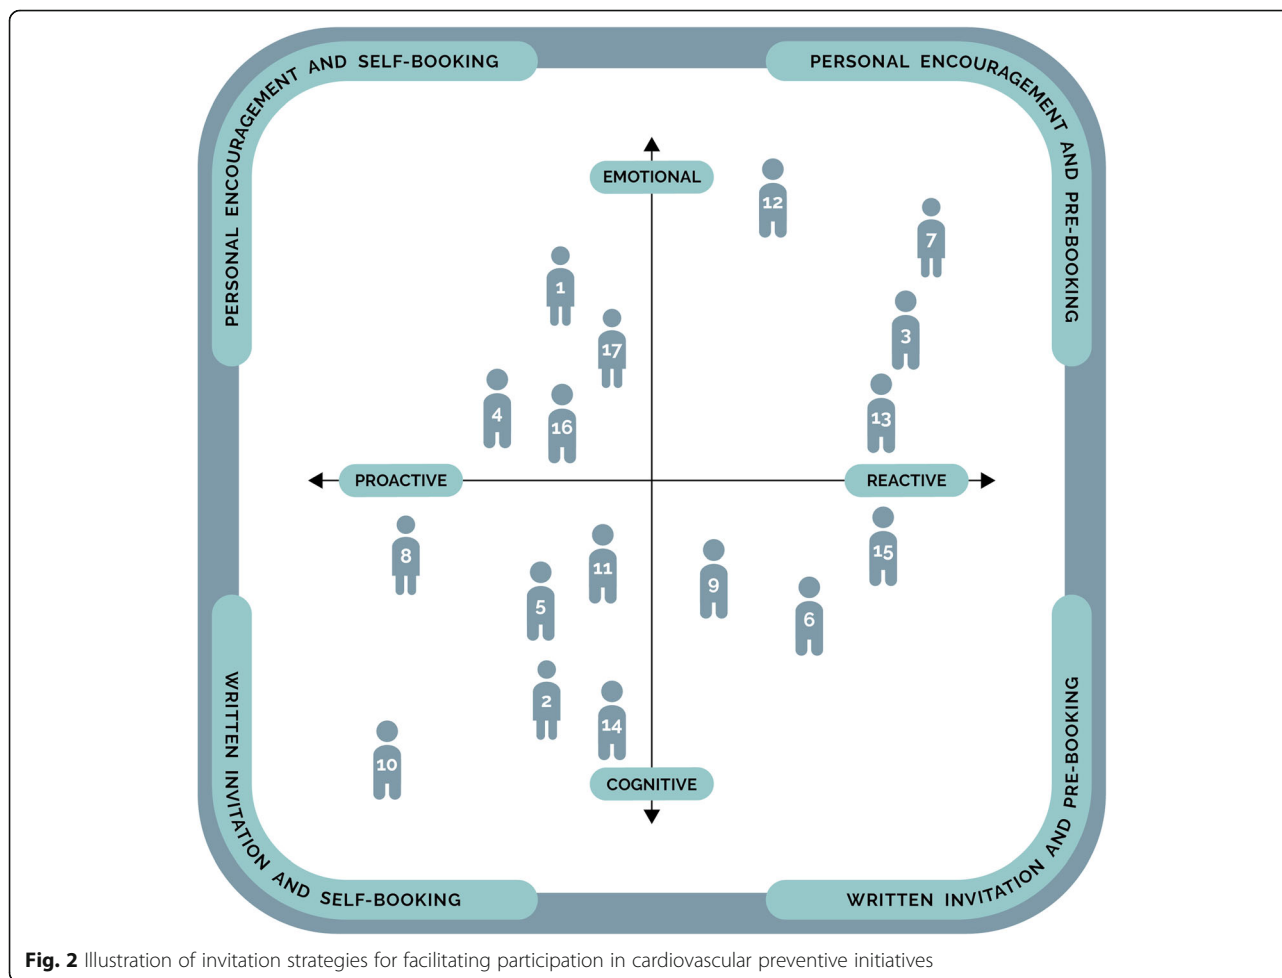 PERSONAL ENCOURAGEMENT AND SELF-BOOKING
PERSONAL ENCOURAGEMENT AND PRE-BOOKING
EMOTIONAL
12
7
1
3
17
13
4
16
PROACTIVE
REACTIVE
8
11
15
9
5
6
2
14
10
COGNITIVE
WRITTEN INVITATION AND SELF-BOOKING
WRITTEN INVITATION AND PRE-BOOKING
Fig. 2 Illustration of invitation strategies for facilitating participation in cardiovascular preventive initiatives